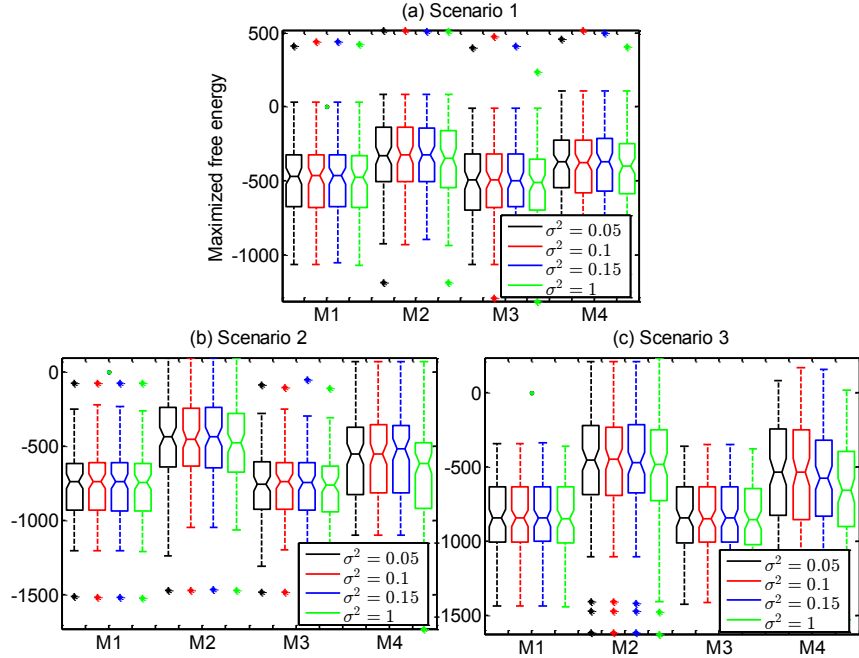 (a) Scenario 1
Maximized free energy
500
0
-500
-1000
σ² = 0.05
σ² = 0.1
σ² = 0.15
σ² = 1
M1 M2 M3 M4
(b) Scenario 2
0
-500
-1000
-1500
σ² = 0.05
σ² = 0.1
σ² = 0.15
σ² = 1
M1 M2 M3 M4
(c) Scenario 3
0
-500
1000
1500
σ² = 0.05
σ² = 0.1
σ² = 0.15
σ² = 1
M1 M2 M3 M4